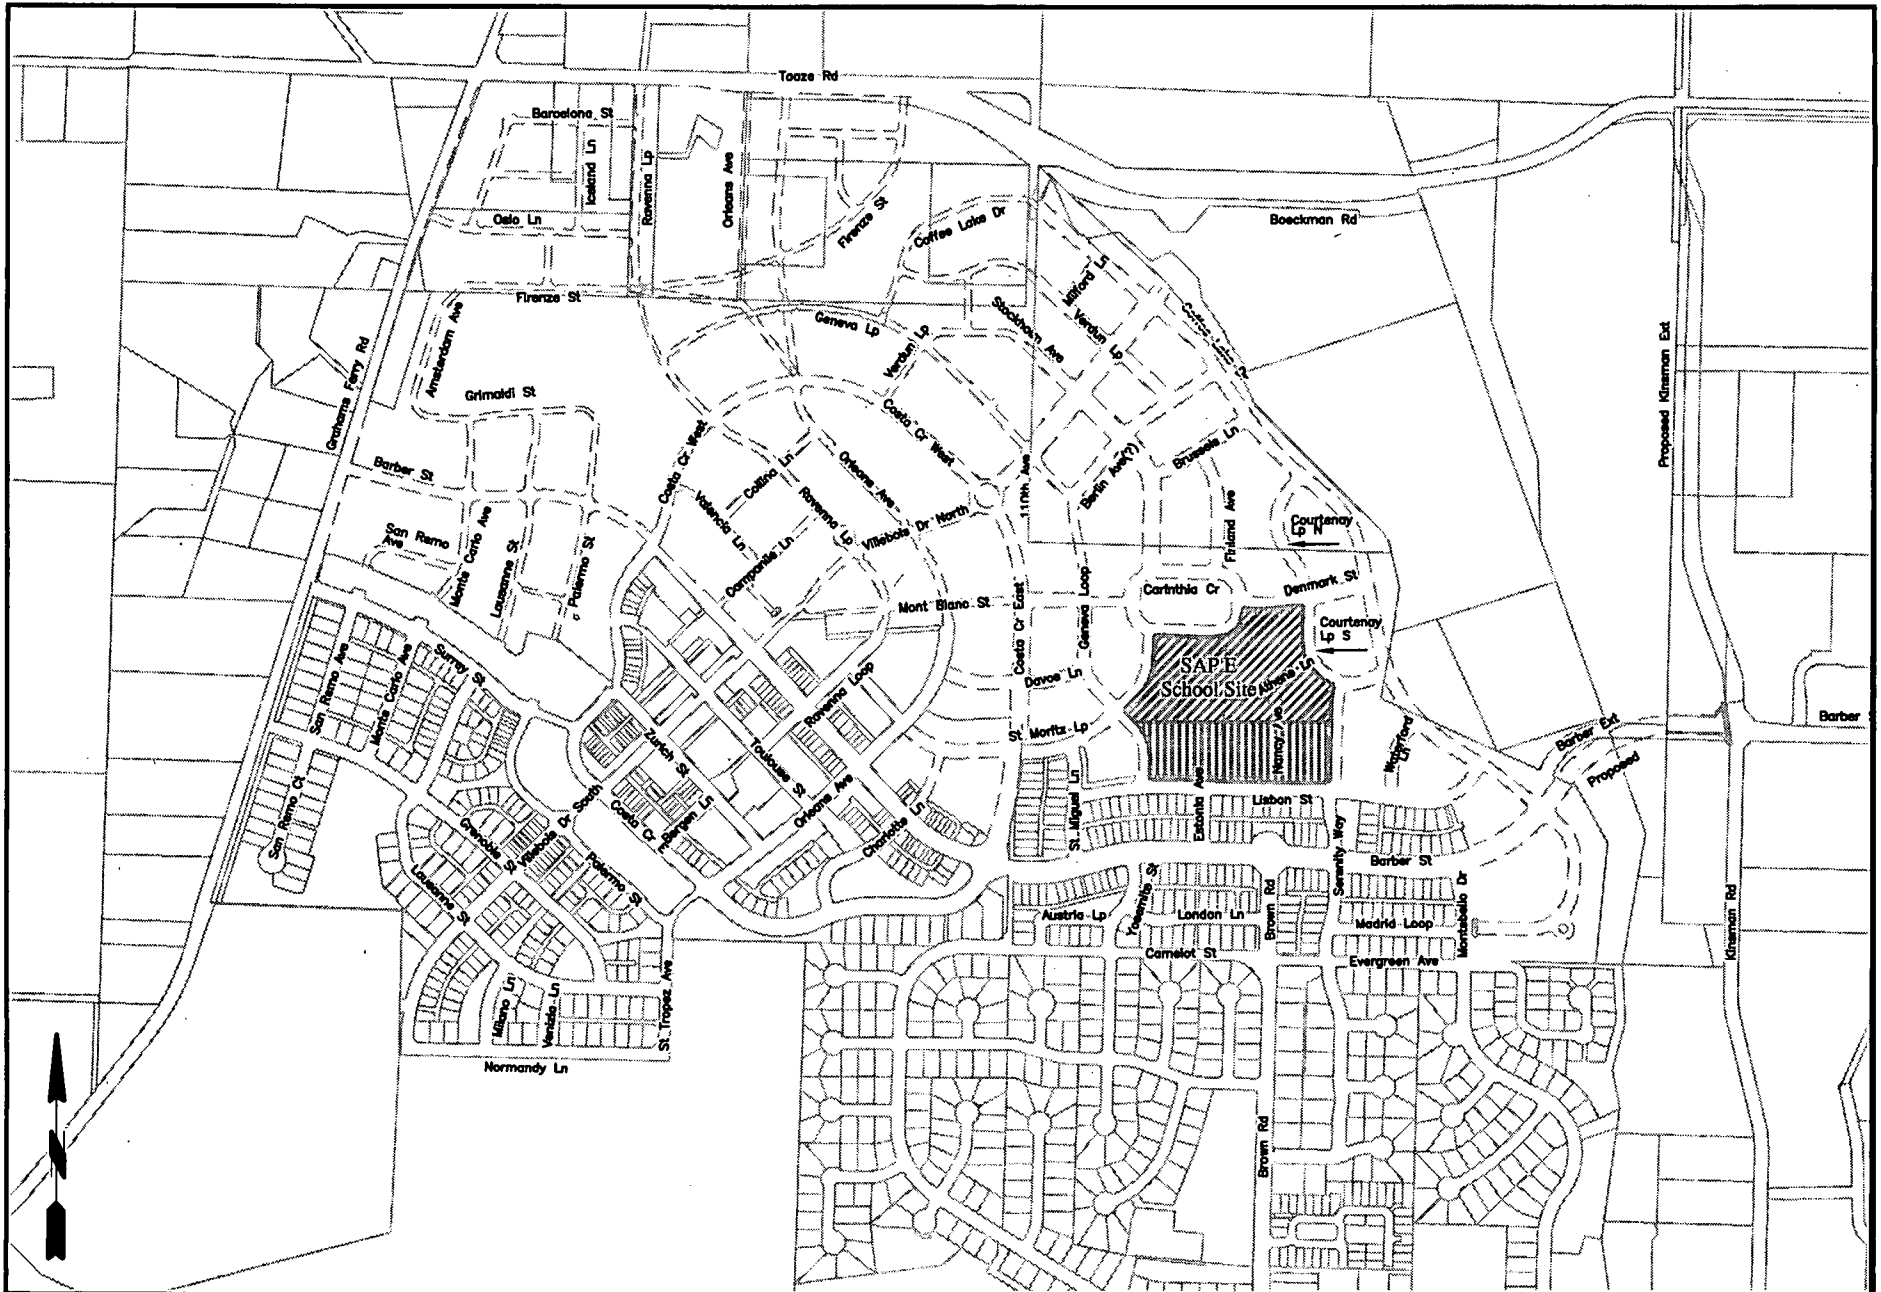 Tooze Rd
Barcelona St
Iceland Ln
Ravenna Lp
Orleans Ave
Oslo Ln
Firenze St
Coffee Lake Dr
Boeckman Rd
Firenze St
Amsterdam Ave
Geneva Lp
Verdun Lp
Stockholm Ave
Milford Ln
Verdun Lp
Grahams Ferry Rd
Grimaldi St
Proposed Kinsman Ext
Costa Cr West
Costa Cr West
Barber St
Collina Ln
Orleans Ave
Valencia Ln
Ravenna Lp
110th Ave
Berlin Ave(?)
Brussels Ln
Villebois Dr North
Finland Ave
Courtenay
Lp N
San Remo
Ave
Monte Carlo Ave
Lausanne St
Palermo St
Campanile Ln
Mont Blanc St
Costa Cr East
Geneva Loop
Carinthia Cr
Denmark St
Courtenay
Lp S
SAP E
School Site
Athens Ln
Nancy Ave
San Remo Ave
Monte Carlo Ave
Surrey St
Ravenna Loop
Davos Ln
St. Moritz Lp
Zurich St
Toulouse St
Barber Ext
Proposed
Barber S
San Remo Ct
Villebois Dr South
Costa Cr
Bergen Ln
Orleans Ave
Charlotte Ln
St. Miguel Ln
Estonia Ave
Lisbon St
Grenoble St
Palermo St
Lausanne St
Serenity Way
Barber St
Austria Lp
Yosemite St
London Ln
Brown Rd
Madrid Loop
Montebello Dr
Camelot St
Evergreen Ave
Kinsman Rd
Milano Ln
Venizia Ln
St Tropez Ave
Normandy Ln
Brown Rd